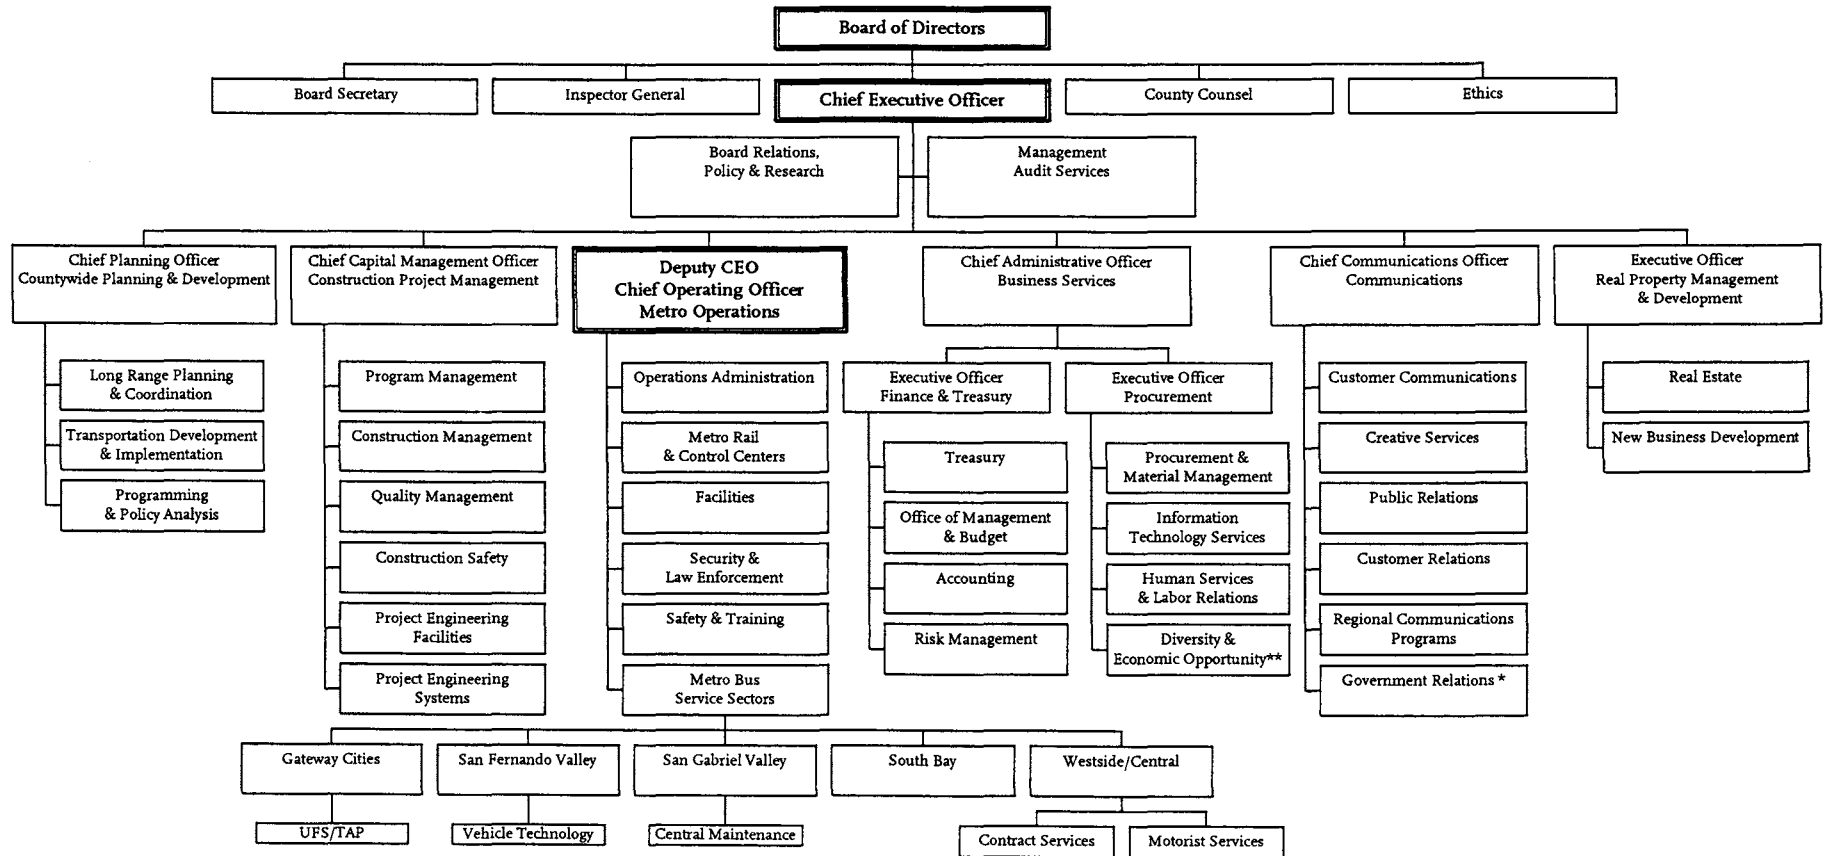 Board of Directors
Board Secretary
Inspector General
Chief Executive Officer
County Counsel
Ethics
Board Relations,
Policy & Research
Management
Audit Services
Chief Planning Officer
Countywide Planning & Development
Chief Capital Management Officer
Construction Project Management
Deputy CEO
Chief Operating Officer
Metro Operations
Chief Administrative Officer
Business Services
Chief Communications Officer
Communications
Executive Officer
Real Property Management
& Development
Long Range Planning
& Coordination
Transportation Development
& Implementation
Programming
& Policy Analysis
Program Management
Construction Management
Quality Management
Construction Safety
Project Engineering
Facilities
Project Engineering
Systems
Operations Administration
Metro Rail
& Control Centers
Facilities
Security &
Law Enforcement
Safety & Training
Metro Bus
Service Sectors
Executive Officer
Finance & Treasury
Treasury
Office of Management
& Budget
Accounting
Risk Management
Executive Officer
Procurement
Procurement &
Material Management
Information
Technology Services
Human Services
& Labor Relations
Diversity &
Economic Opportunity**
Customer Communications
Creative Services
Public Relations
Customer Relations
Regional Communications
Programs
Government Relations *
Real Estate
New Business Development
Gateway Cities
San Fernando Valley
San Gabriel Valley
South Bay
Westside/Central
UFS/TAP
Vehicle Technology
Central Maintenance
Contract Services
Motorist Services